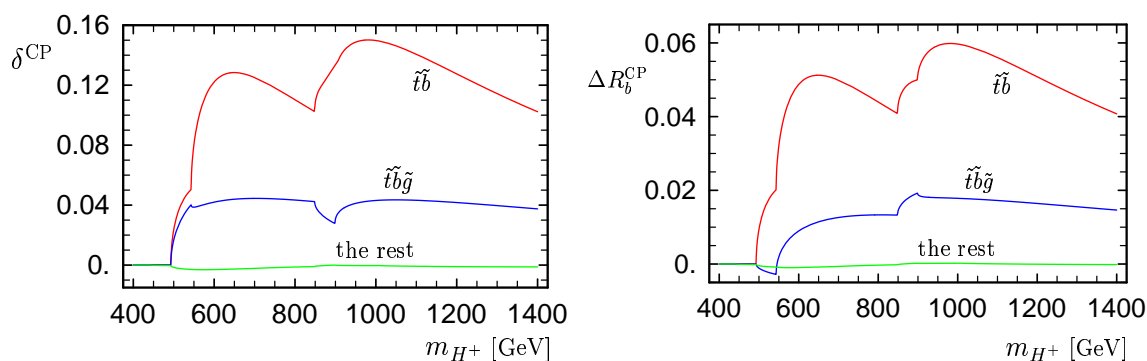 δ^CP
0.16
0.12
0.08
0.04
0.
t̃b̃
t̃b̃g̃
the rest
400 600 800 1000 1200 1400
m_H+ [GeV]
ΔR_b^CP
0.06
0.04
0.02
0.
t̃b̃
t̃b̃g̃
the rest
400 600 800 1000 1200 1400
m_H+ [GeV]